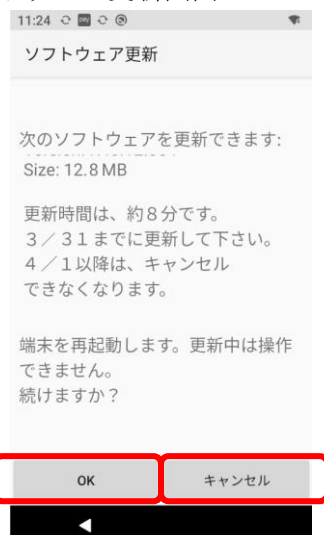 11:24
ソフトウェア更新
次のソフトウェアを更新できます:
Size: 12.8 MB
更新時間は、約8分です。
3/31までに更新して下さい。
4/1以降は、キャンセル
できなくなります。
端末を再起動します。更新中は操作
できません。
続けますか？
OK キャンセル